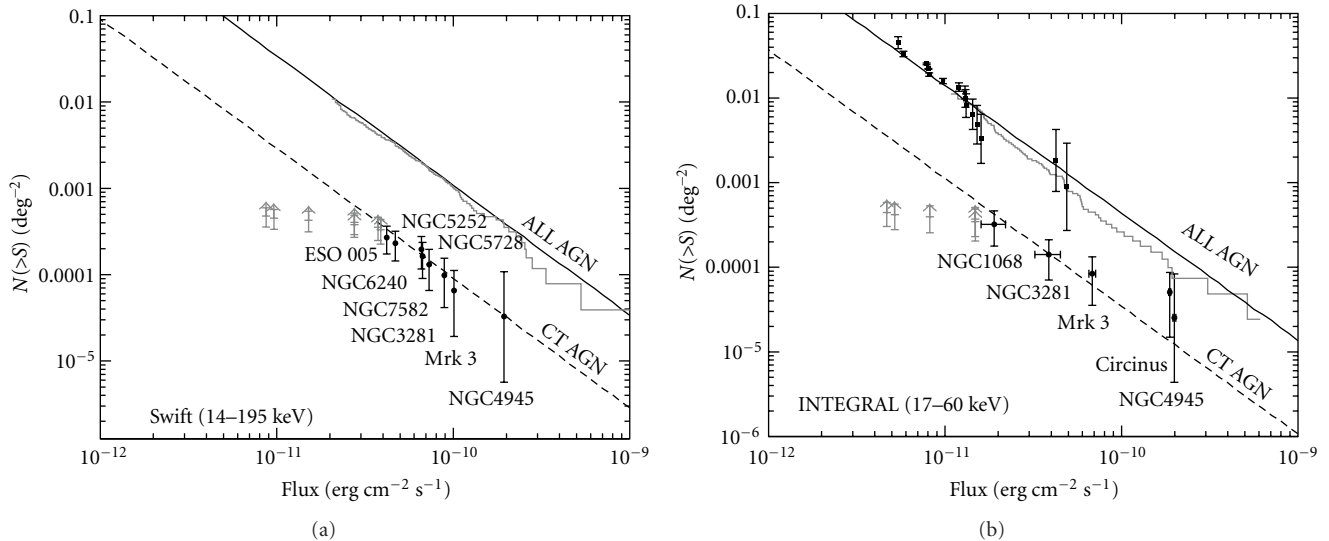 0.1
0.01
0.001
0.0001
10−5
N(>S) (deg−2)
NGC5252
NGC5728
ESO 005
NGC6240
NGC7582
NGC3281
Mrk 3
NGC4945
ALL AGN
CT AGN
Swift (14–195 keV)
10−12
10−11
10−10
10−9
Flux (erg cm−2 s−1)
(a)
0.1
0.01
0.001
0.0001
10−5
10−6
N(>S) (deg−2)
NGC1068
NGC3281
Mrk 3
Circinus
NGC4945
ALL AGN
CT AGN
INTEGRAL (17–60 keV)
10−12
10−11
10−10
10−9
Flux (erg cm−2 s−1)
(b)